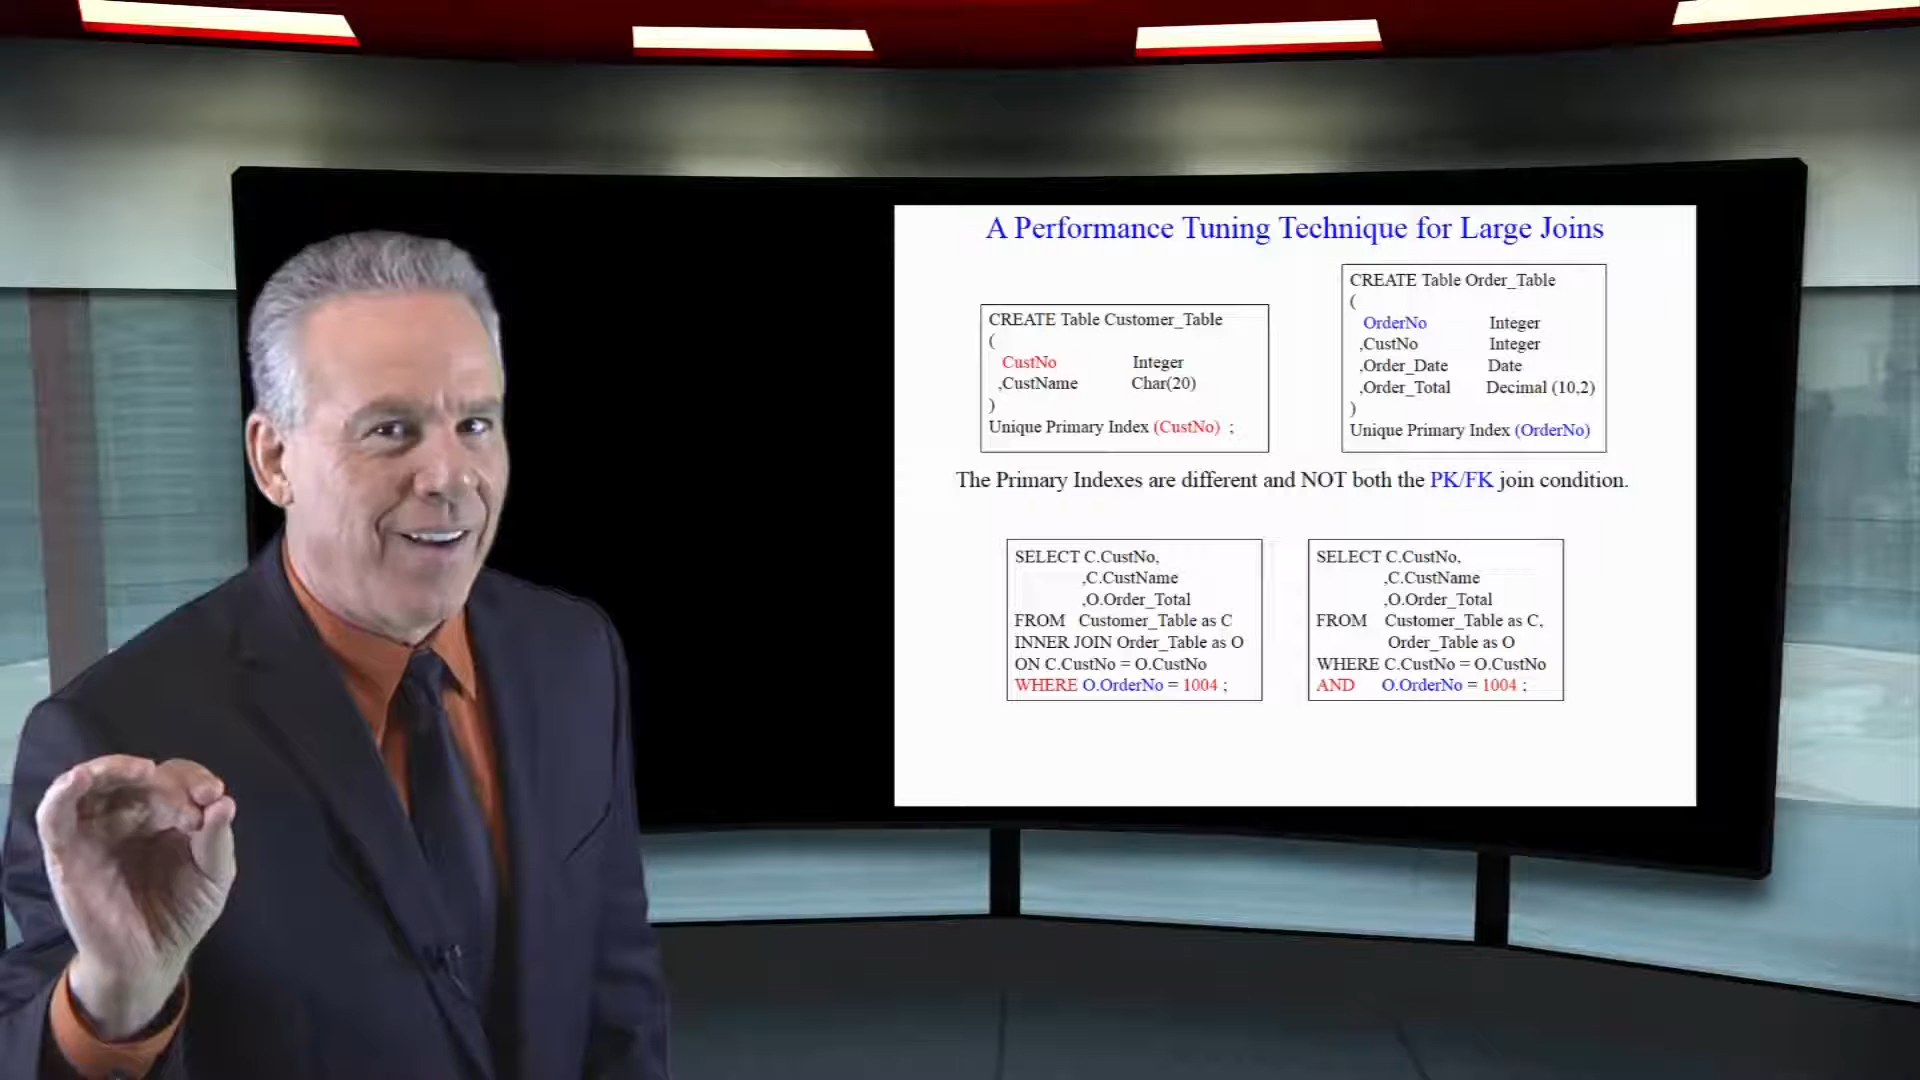 A Performance Tuning Technique for Large Joins
CREATE Table Customer_Table
(
CustNo Integer
,CustName Char(20)
)
Unique Primary Index (CustNo) ;
CREATE Table Order_Table
(
OrderNo Integer
,CustNo Integer
,Order_Date Date
,Order_Total Decimal (10,2)
)
Unique Primary Index (OrderNo)
The Primary Indexes are different and NOT both the PK/FK join condition.
SELECT C.CustNo,
,C.CustName
,O.Order_Total
FROM Customer_Table as C
INNER JOIN Order_Table as O
ON C.CustNo = O.CustNo
WHERE O.OrderNo = 1004 ;
SELECT C.CustNo,
,C.CustName
,O.Order_Total
FROM Customer_Table as C,
Order_Table as O
WHERE C.CustNo = O.CustNo
AND O.OrderNo = 1004 ;